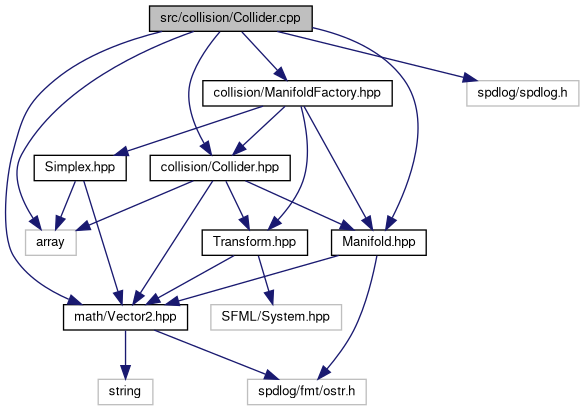 src/collision/Collider.cpp
collision/ManifoldFactory.hpp
spdlog/spdlog.h
Simplex.hpp
collision/Collider.hpp
array
Transform.hpp
Manifold.hpp
math/Vector2.hpp
SFML/System.hpp
string
spdlog/fmt/ostr.h